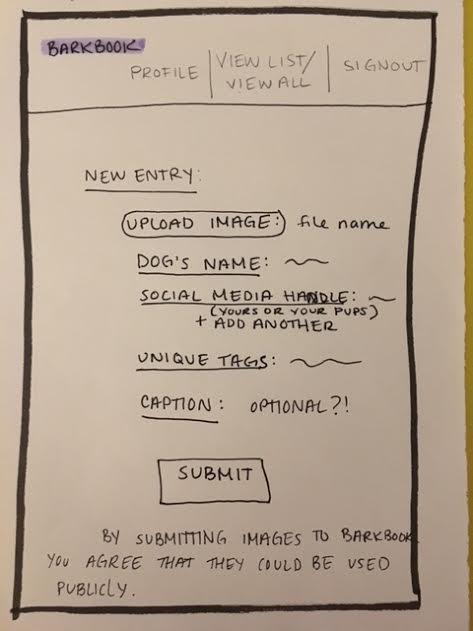 BARKBOOK
PROFILE | VIEW LIST/ VIEW ALL | SIGNOUT
NEW ENTRY:
UPLOAD IMAGE: file name
DOG'S NAME:
SOCIAL MEDIA HANDLE:
(YOURS OR YOUR PUPS)
+ ADD ANOTHER
UNIQUE TAGS:
CAPTION: OPTIONAL?!
SUBMIT
BY SUBMITTING IMAGES TO BARKBOOK
YOU AGREE THAT THEY COULD BE USED
PUBLICLY.